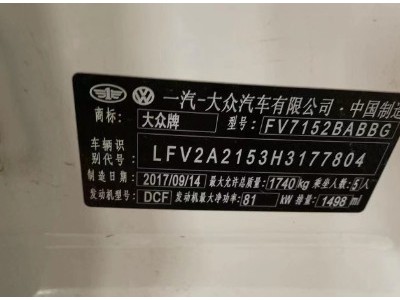 一汽-大众汽车有限公司·中国制造
商标: 大众牌 型号: FV7152BABBG
车辆识别代号: LFV2A2153H3177804
制造日期: 2017/09/14 最大允许总质量: 1740 kg 乘坐人数: 5 人
发动机型号: DCF 发动机最大净功率: 81 kW 排量: 1498 ml